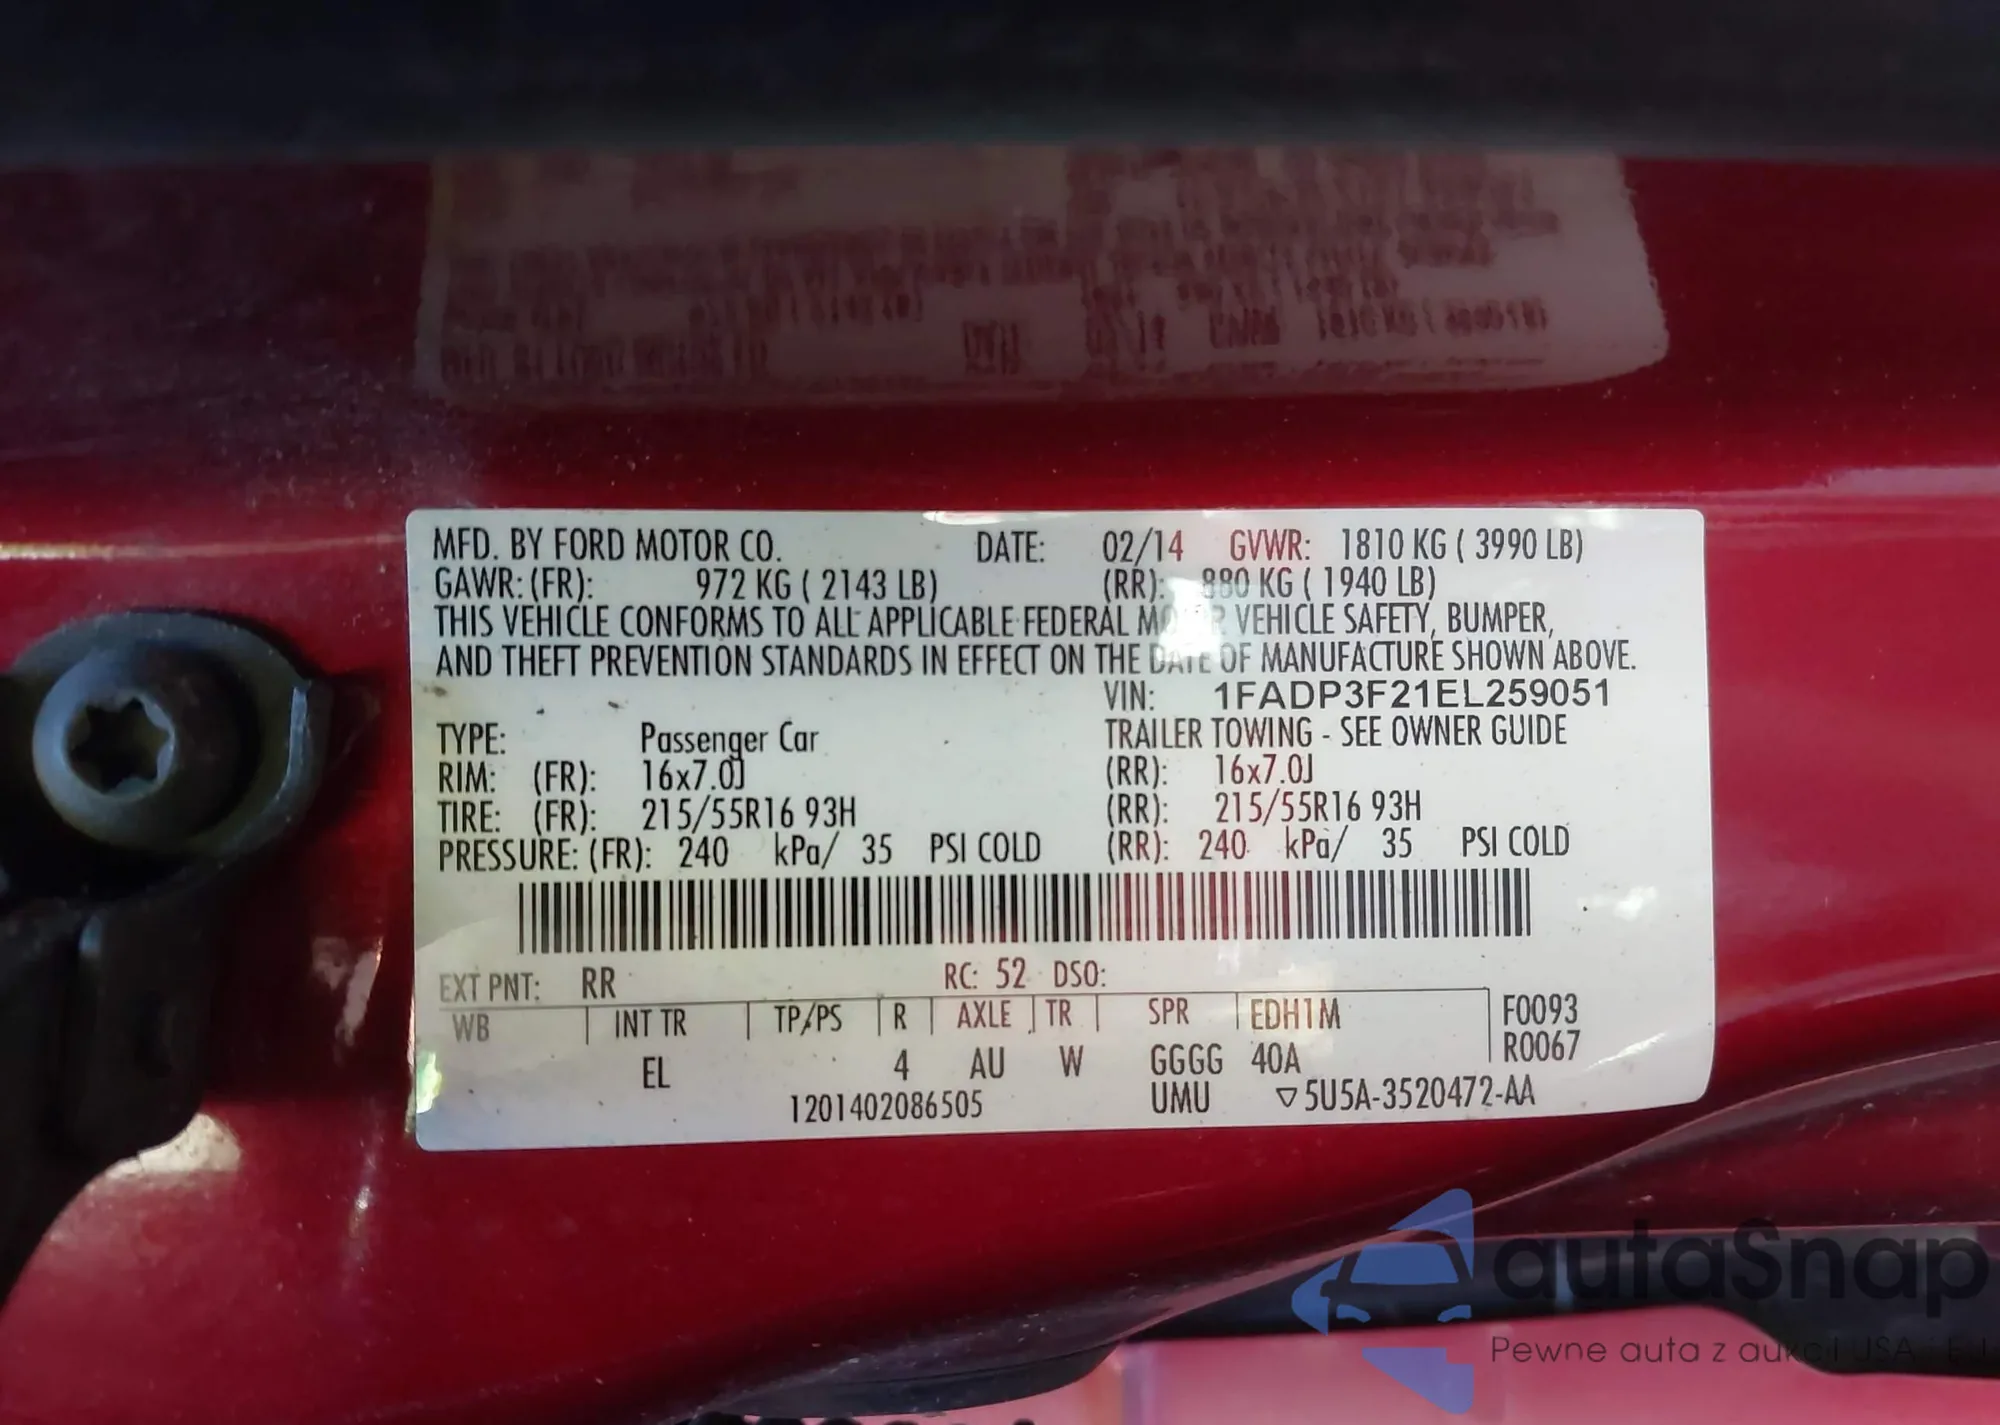 MFD. BY FORD MOTOR CO. DATE: 02/14 GVWR: 1810 KG ( 3990 LB)
GAWR: (FR): 972 KG ( 2143 LB) (RR): 880 KG ( 1940 LB)
THIS VEHICLE CONFORMS TO ALL APPLICABLE FEDERAL MOTOR VEHICLE SAFETY, BUMPER,
AND THEFT PREVENTION STANDARDS IN EFFECT ON THE DATE OF MANUFACTURE SHOWN ABOVE.
VIN: 1FADP3F21EL259051
TYPE: Passenger Car TRAILER TOWING - SEE OWNER GUIDE
RIM: (FR): 16x7.0J (RR): 16x7.0J
TIRE: (FR): 215/55R16 93H (RR): 215/55R16 93H
PRESSURE: (FR): 240 kPa/ 35 PSI COLD (RR): 240 kPa/ 35 PSI COLD
EXT PNT: RR RC: 52 DSO:
WB INT TR TP/PS R AXLE TR SPR EDH1M F0093
EL 4 AU W GGGG 40A R0067
1201402086505 UMU ▽5U5A-3520472-AA
autaSnap
Pewne auta z aukcji USA